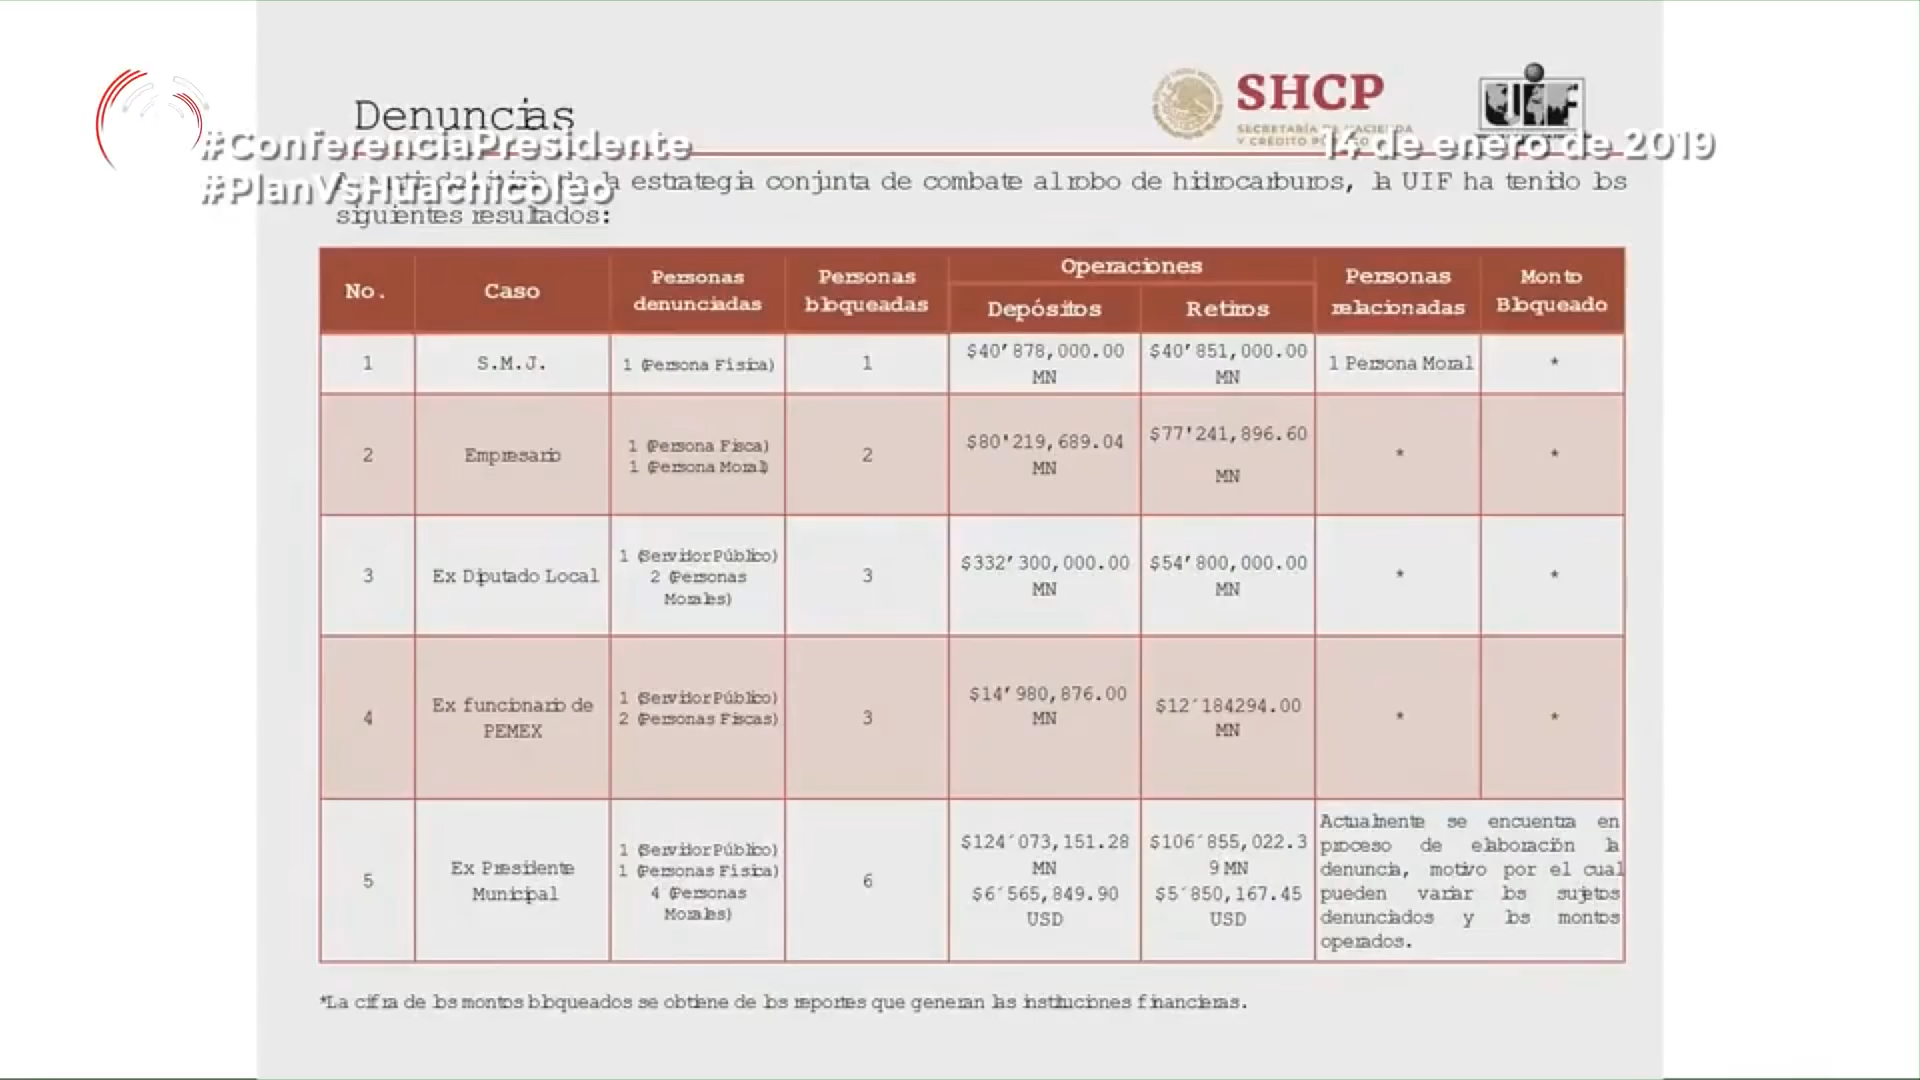 Denuncias
SHCP
SECRETARÍA DE HACIENDA
Y CRÉDITO
UIF
#ConferenciaPresidente
14 de enero de 2019
#PlanVsHuachicoleo
la estrategia conjunta de combate al robo de hidrocarburos, la UIF ha tenido los
siguientes resultados:
No.
Caso
Personas
denunciadas
Personas
bloqueadas
Operaciones
Depósitos
Retiros
Personas
relacionadas
Monto
Bloqueado
1
S.M.J.
1 (Persona Física)
1
$40’878,000.00
MN
$40’851,000.00
MN
1 Persona Moral
*
2
Empresario
1 (Persona Fisca)
1 (Persona Moral)
2
$80'219,689.04
MN
$77'241,896.60
MN
*
*
3
Ex Diputado Local
1 (Servidor Público)
2 (Personas
Morales)
3
$332’300,000.00
MN
$54’800,000.00
MN
*
*
4
Ex funcionario de
PEMEX
1 (Servidor Público)
2 (Personas Fiscas)
3
$14’980,876.00
MN
$12´184294.00
MN
*
*
5
Ex Presidente
Municipal
1 (Servidor Público)
1 (Personas Física)
4 (Personas
Morales)
6
$124´073,151.28
MN
$6´565,849.90
USD
$106´855,022.3
9 MN
$5´850,167.45
USD
Actualmente se encuentra en
proceso de elaboración la
denuncia, motivo por el cual
pueden variar los sujetos
denunciados y los montos
operados.
*La cifra de los montos bloqueados se obtiene de los reportes que generan las instituciones financieras.